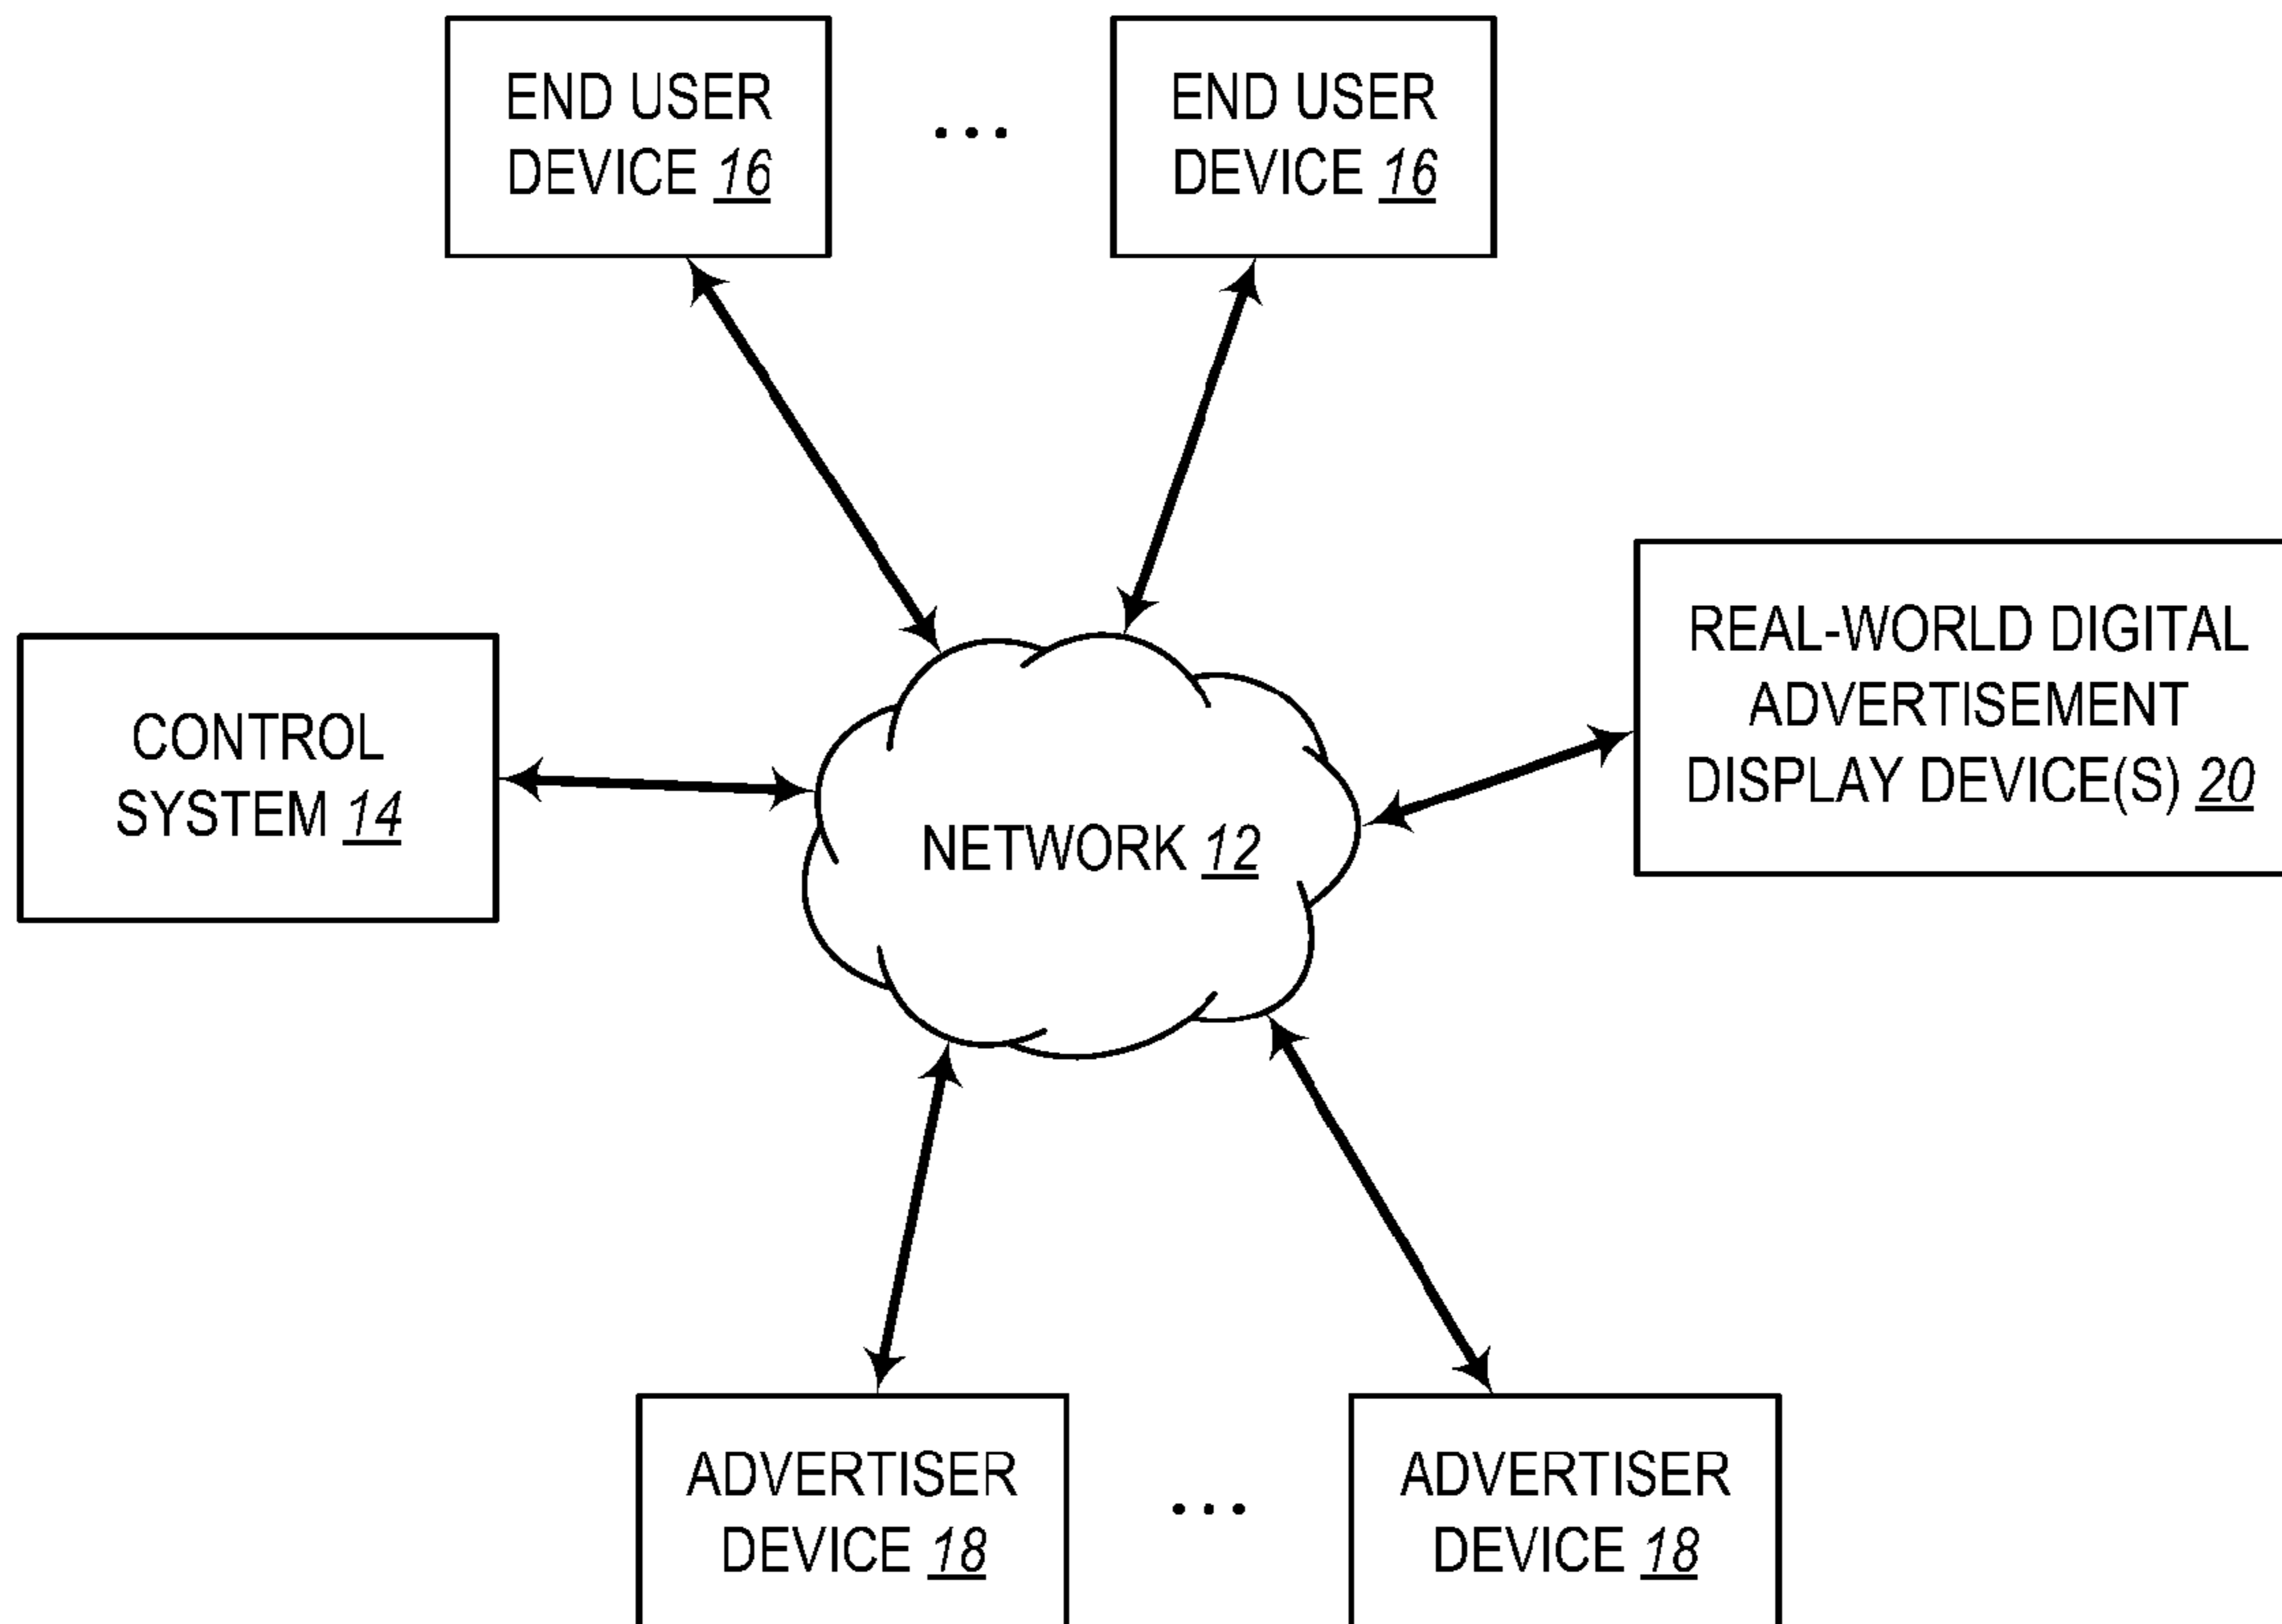 END USER
DEVICE 16
...
END USER
DEVICE 16
CONTROL
SYSTEM 14
NETWORK 12
REAL-WORLD DIGITAL
ADVERTISEMENT
DISPLAY DEVICE(S) 20
ADVERTISER
DEVICE 18
...
ADVERTISER
DEVICE 18